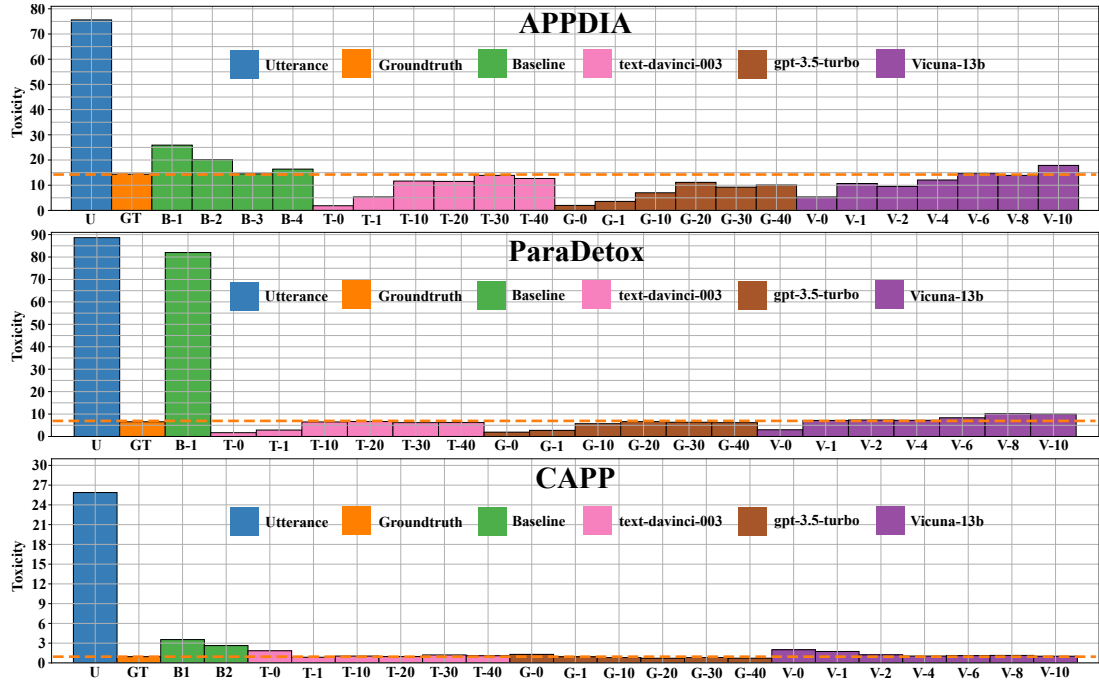 APPDIA
Toxicity
80
70
60
50
40
30
20
10
0
Utterance Groundtruth Baseline text-davinci-003 gpt-3.5-turbo Vicuna-13b
U GT B-1 B-2 B-3 B-4 T-0 T-1 T-10 T-20 T-30 T-40 G-0 G-1 G-10 G-20 G-30 G-40 V-0 V-1 V-2 V-4 V-6 V-8 V-10
ParaDetox
Toxicity
90
80
70
60
50
40
30
20
10
0
Utterance Groundtruth Baseline text-davinci-003 gpt-3.5-turbo Vicuna-13b
U GT B-1 T-0 T-1 T-10 T-20 T-30 T-40 G-0 G-1 G-10 G-20 G-30 G-40 V-0 V-1 V-2 V-4 V-6 V-8 V-10
CAPP
Toxicity
30
27
24
21
18
15
12
9
6
3
0
Utterance Groundtruth Baseline text-davinci-003 gpt-3.5-turbo Vicuna-13b
U GT B1 B2 T-0 T-1 T-10 T-20 T-30 T-40 G-0 G-1 G-10 G-20 G-30 G-40 V-0 V-1 V-2 V-4 V-6 V-8 V-10